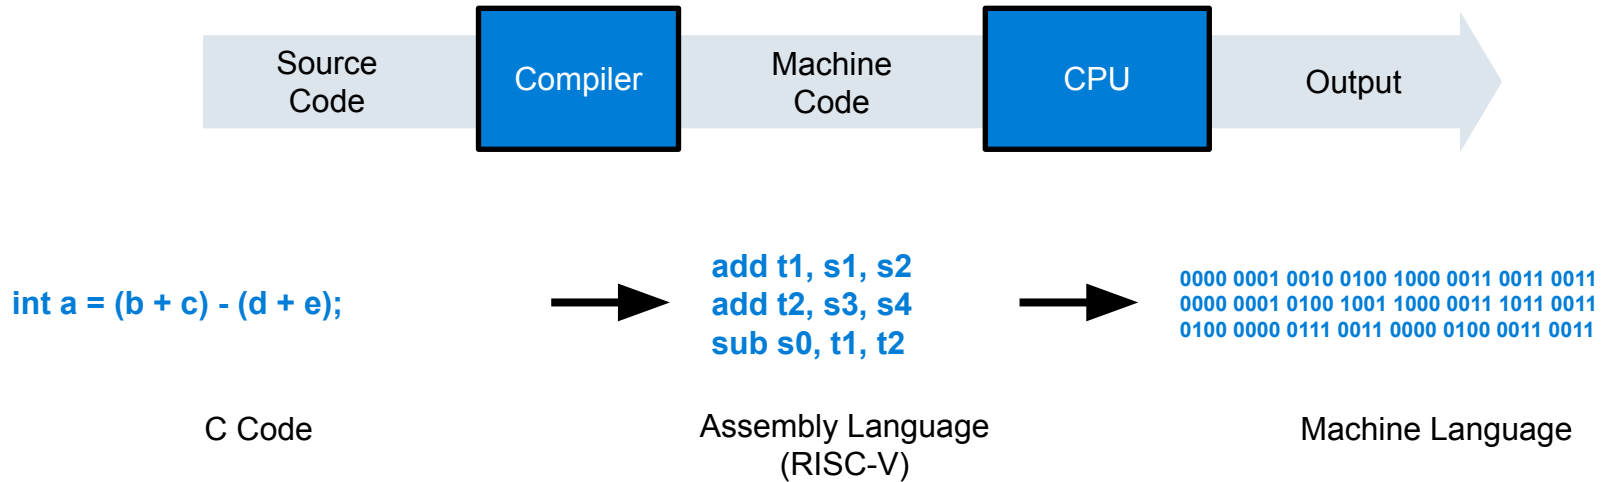 Source
Code
Compiler
Machine
Code
CPU
Output
int a = (b + c) - (d + e);
add t1, s1, s2
add t2, s3, s4
sub s0, t1, t2
0000 0001 0010 0100 1000 0011 0011 0011
0000 0001 0100 1001 1000 0011 1011 0011
0100 0000 0111 0011 0000 0100 0011 0011
C Code
Assembly Language
(RISC-V)
Machine Language